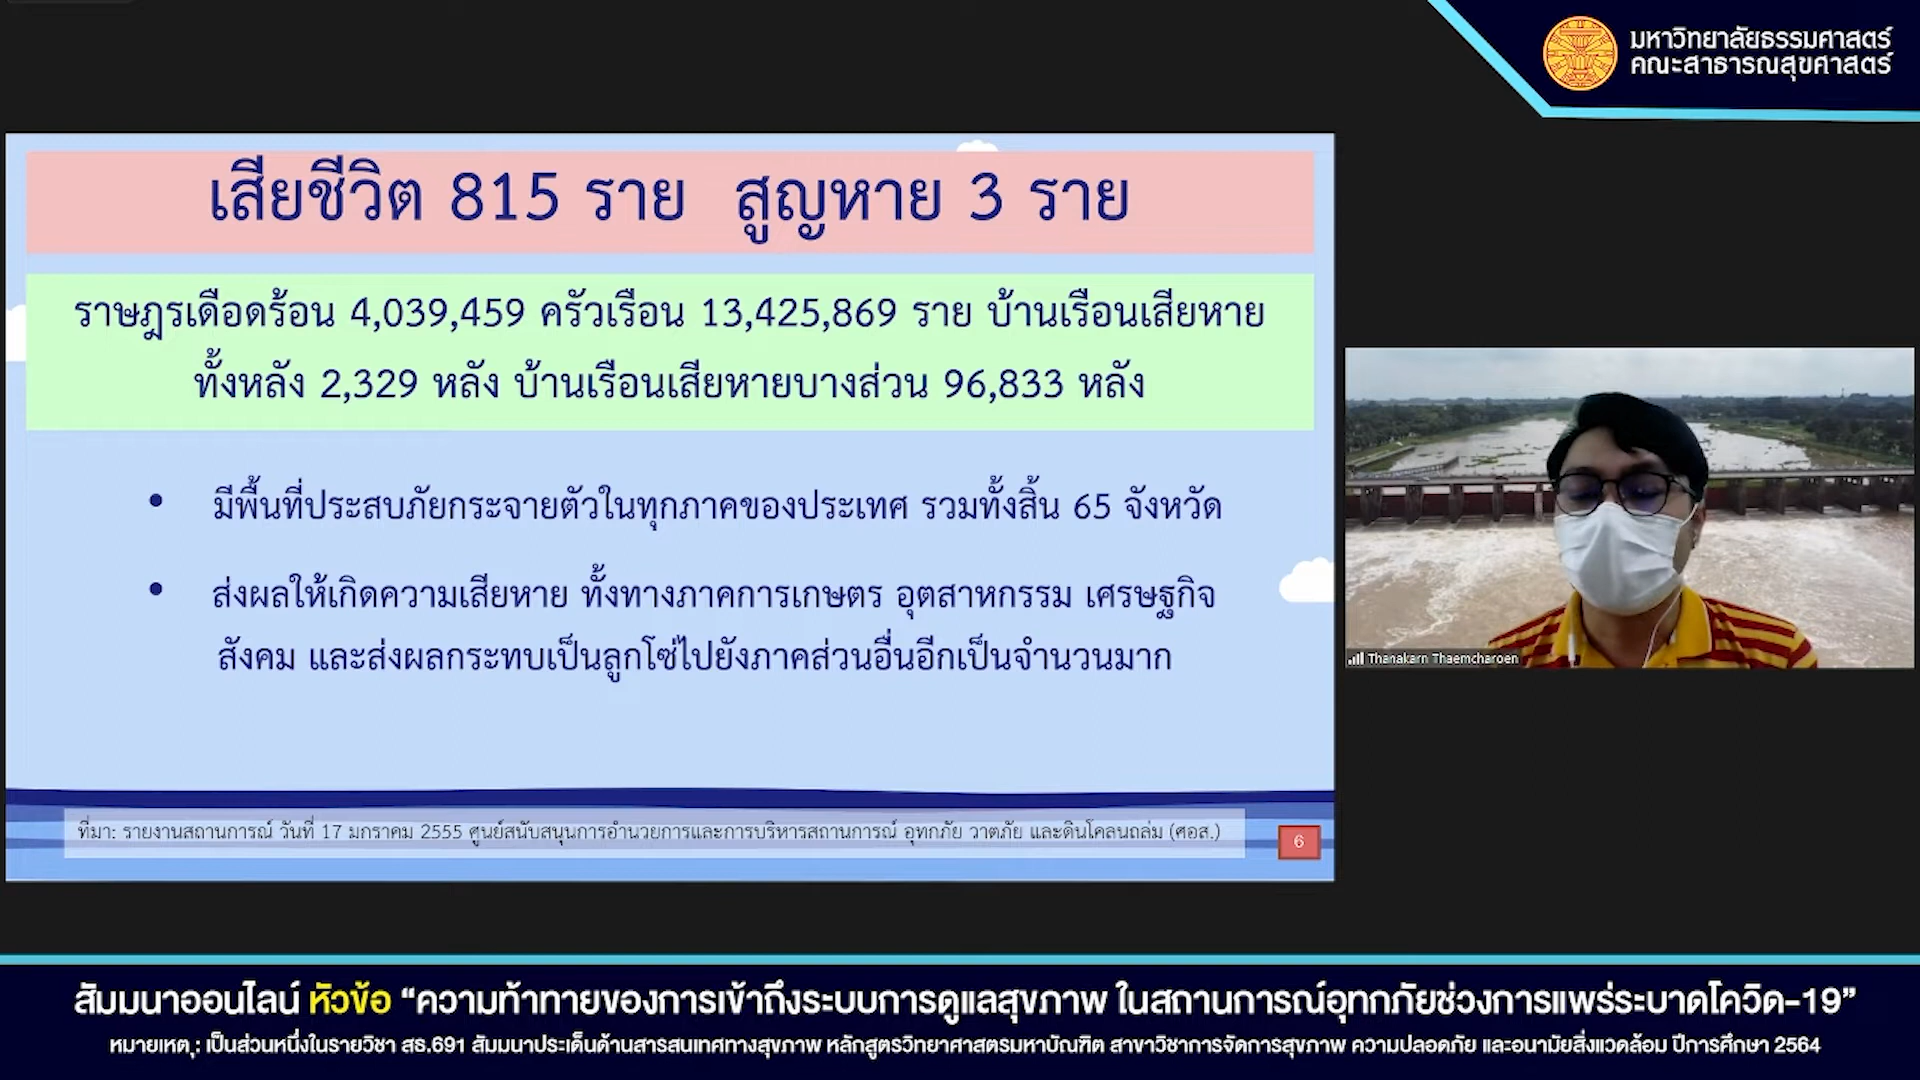 มหาวิทยาลัยธรรมศาสตร์
คณะสาธารณสุขศาสตร์
เสียชีวิต 815 ราย สูญหาย 3 ราย
ราษฎรเดือดร้อน 4,039,459 ครัวเรือน 13,425,869 ราย บ้านเรือนเสียหาย
ทั้งหลัง 2,329 หลัง บ้านเรือนเสียหายบางส่วน 96,833 หลัง
• มีพื้นที่ประสบภัยกระจายตัวในทุกภาคของประเทศ รวมทั้งสิ้น 65 จังหวัด
• ส่งผลให้เกิดความเสียหาย ทั้งทางภาคการเกษตร อุตสาหกรรม เศรษฐกิจ
สังคม และส่งผลกระทบเป็นลูกโซ่ไปยังภาคส่วนอื่นอีกเป็นจำนวนมาก
ที่มา: รายงานสถานการณ์ วันที่ 17 มกราคม 2555 ศูนย์สนับสนุนการอำนวยการและการบริหารสถานการณ์ อุทกภัย วาตภัย และดินโคลนถล่ม (ศอส.)
6
Thanakarn Thaemcharoen
สัมมนาออนไลน์ หัวข้อ “ความท้าทายของการเข้าถึงระบบการดูแลสุขภาพ ในสถานการณ์อุทกภัยช่วงการแพร่ระบาดโควิด-19”
หมายเหตุ: เป็นส่วนหนึ่งในรายวิชา สธ.691 สัมมนาประเด็นด้านสารสนเทศทางสุขภาพ หลักสูตรวิทยาศาสตรมหาบัณฑิต สาขาวิชาการจัดการสุขภาพ ความปลอดภัย และอนามัยสิ่งแวดล้อม ปีการศึกษา 2564